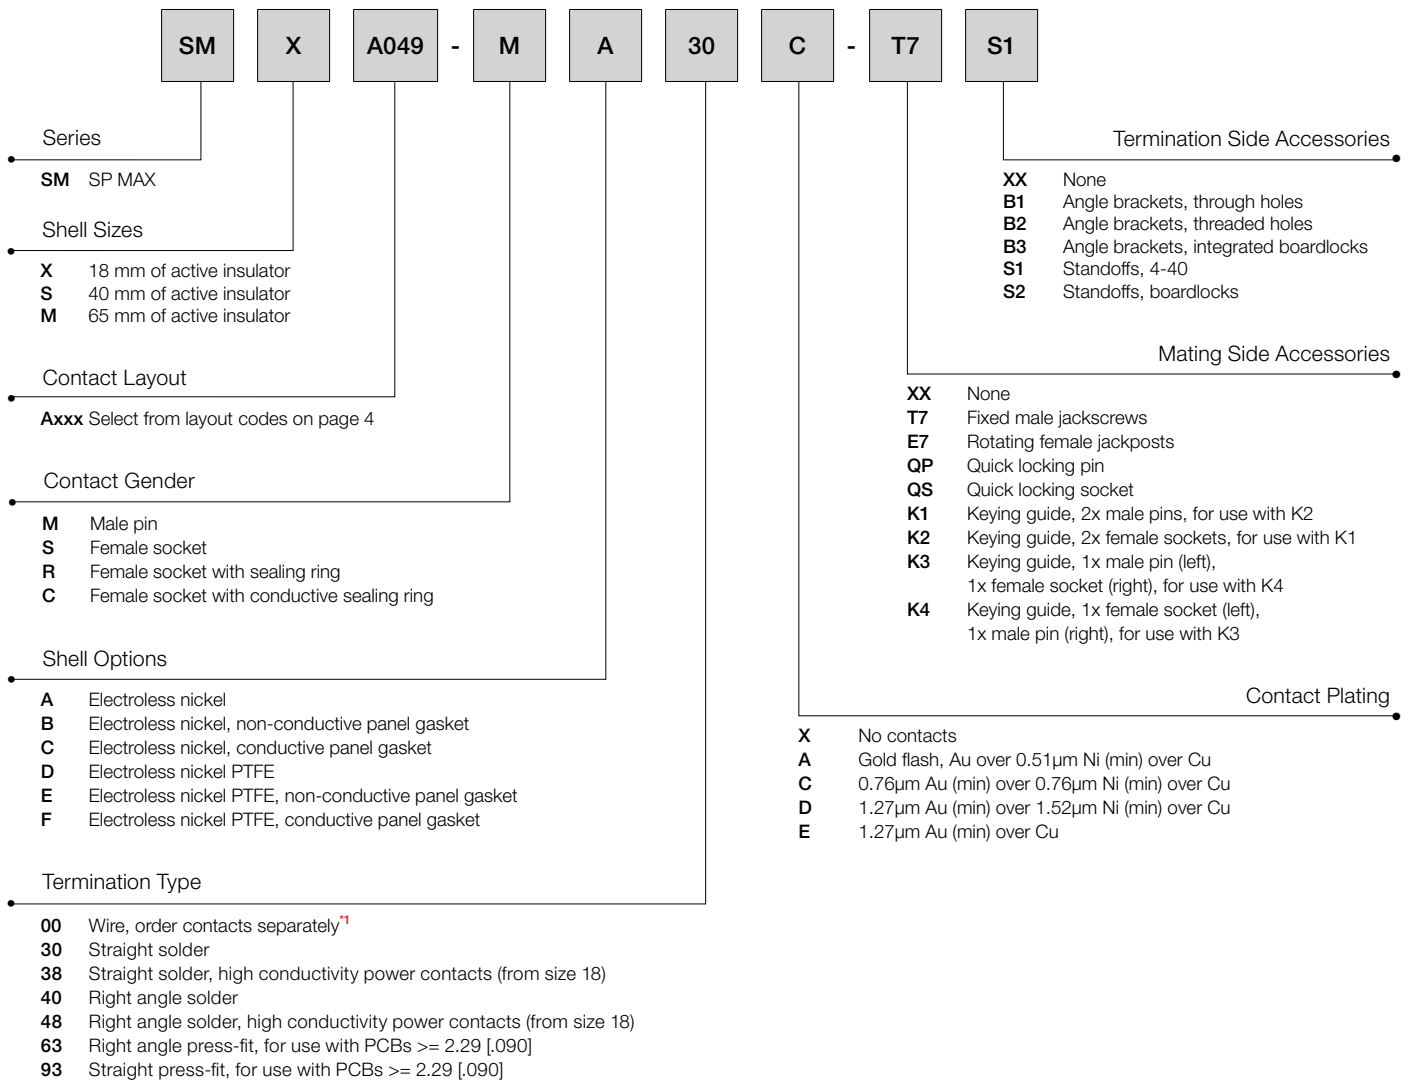 SM X A049 - M A 30 C - T7 S1
Series
SM SP MAX
Shell Sizes
X 18 mm of active insulator
S 40 mm of active insulator
M 65 mm of active insulator
Contact Layout
Axxx Select from layout codes on page 4
Contact Gender
M Male pin
S Female socket
R Female socket with sealing ring
C Female socket with conductive sealing ring
Shell Options
A Electroless nickel
B Electroless nickel, non-conductive panel gasket
C Electroless nickel, conductive panel gasket
D Electroless nickel PTFE
E Electroless nickel PTFE, non-conductive panel gasket
F Electroless nickel PTFE, conductive panel gasket
Termination Type
00 Wire, order contacts separately*1
30 Straight solder
38 Straight solder, high conductivity power contacts (from size 18)
40 Right angle solder
48 Right angle solder, high conductivity power contacts (from size 18)
63 Right angle press-fit, for use with PCBs >= 2.29 [.090]
93 Straight press-fit, for use with PCBs >= 2.29 [.090]
Termination Side Accessories
XX None
B1 Angle brackets, through holes
B2 Angle brackets, threaded holes
B3 Angle brackets, integrated boardlocks
S1 Standoffs, 4-40
S2 Standoffs, boardlocks
Mating Side Accessories
XX None
T7 Fixed male jackscrews
E7 Rotating female jackposts
QP Quick locking pin
QS Quick locking socket
K1 Keying guide, 2x male pins, for use with K2
K2 Keying guide, 2x female sockets, for use with K1
K3 Keying guide, 1x male pin (left),
1x female socket (right), for use with K4
K4 Keying guide, 1x female socket (left),
1x male pin (right), for use with K3
Contact Plating
X No contacts
A Gold flash, Au over 0.51µm Ni (min) over Cu
C 0.76µm Au (min) over 0.76µm Ni (min) over Cu
D 1.27µm Au (min) over 1.52µm Ni (min) over Cu
E 1.27µm Au (min) over Cu